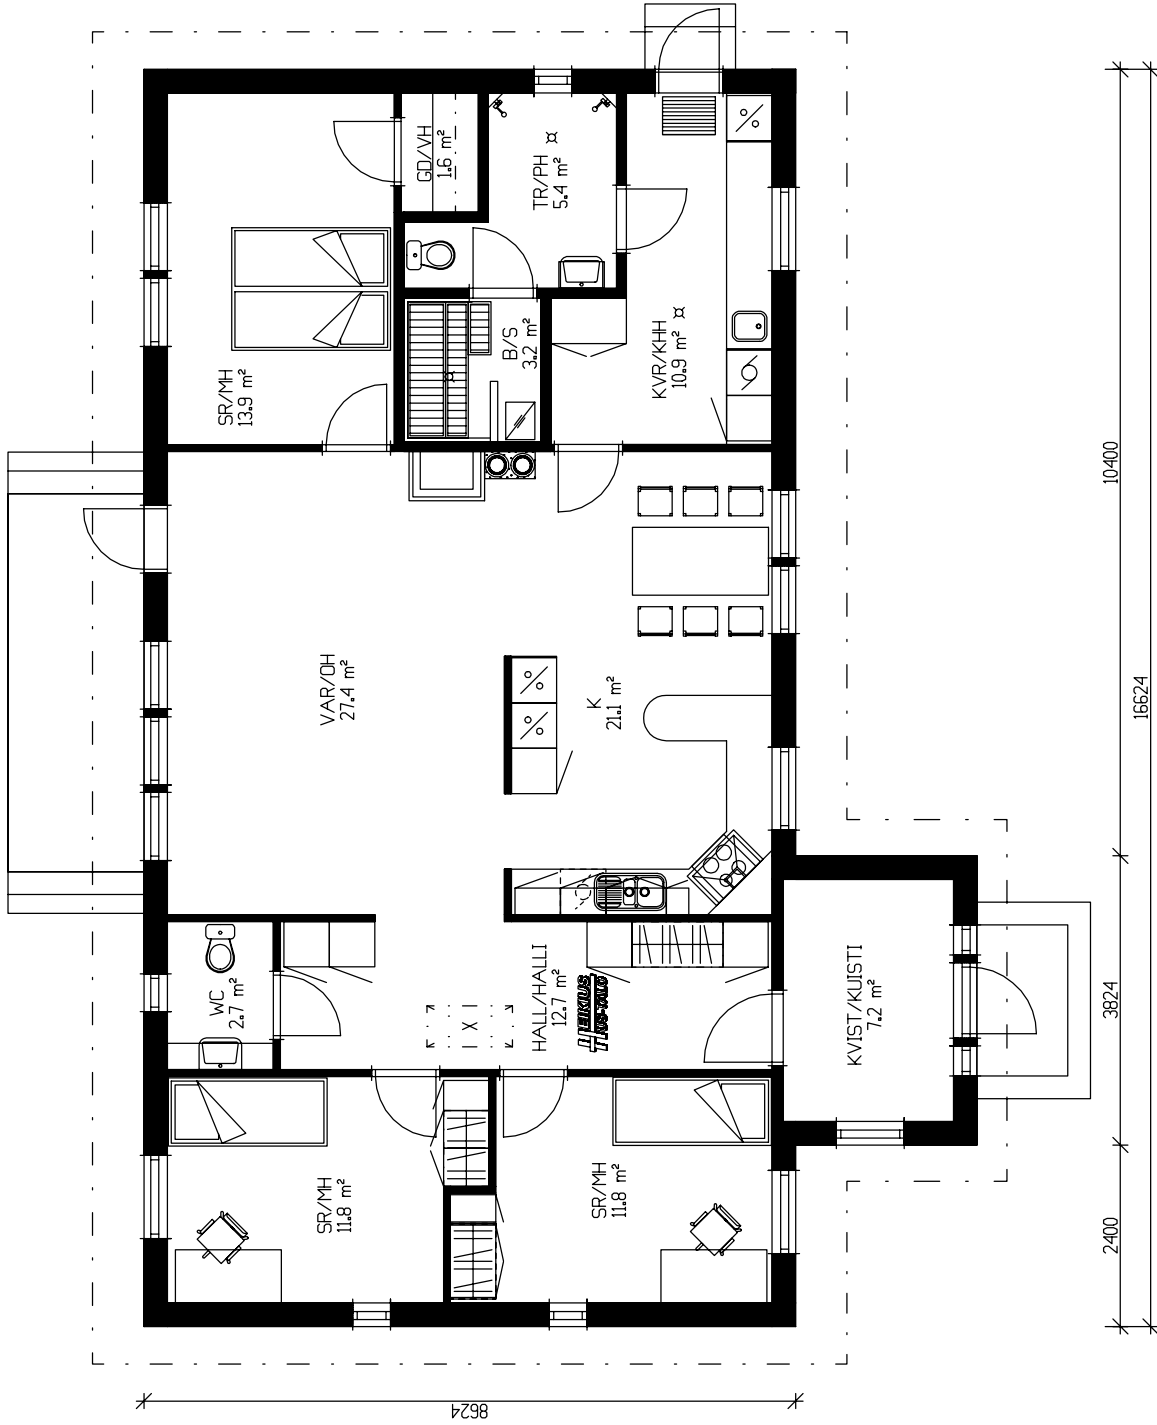 GD/VH
1.6 m²
TR/PH
5.4 m²
SR/MH
13.9 m²
B/S
3.2 m²
KVR/KHH
10.9 m²
VAR/OH
27.4 m²
K
21.1 m²
WC
2.7 m²
HALL/HALLI
12.7 m²
HEIKIUS
HUS-TALO
KVIST/KUISTI
7.2 m²
SR/MH
11.8 m²
SR/MH
11.8 m²
10400
16624
3824
2400
8624